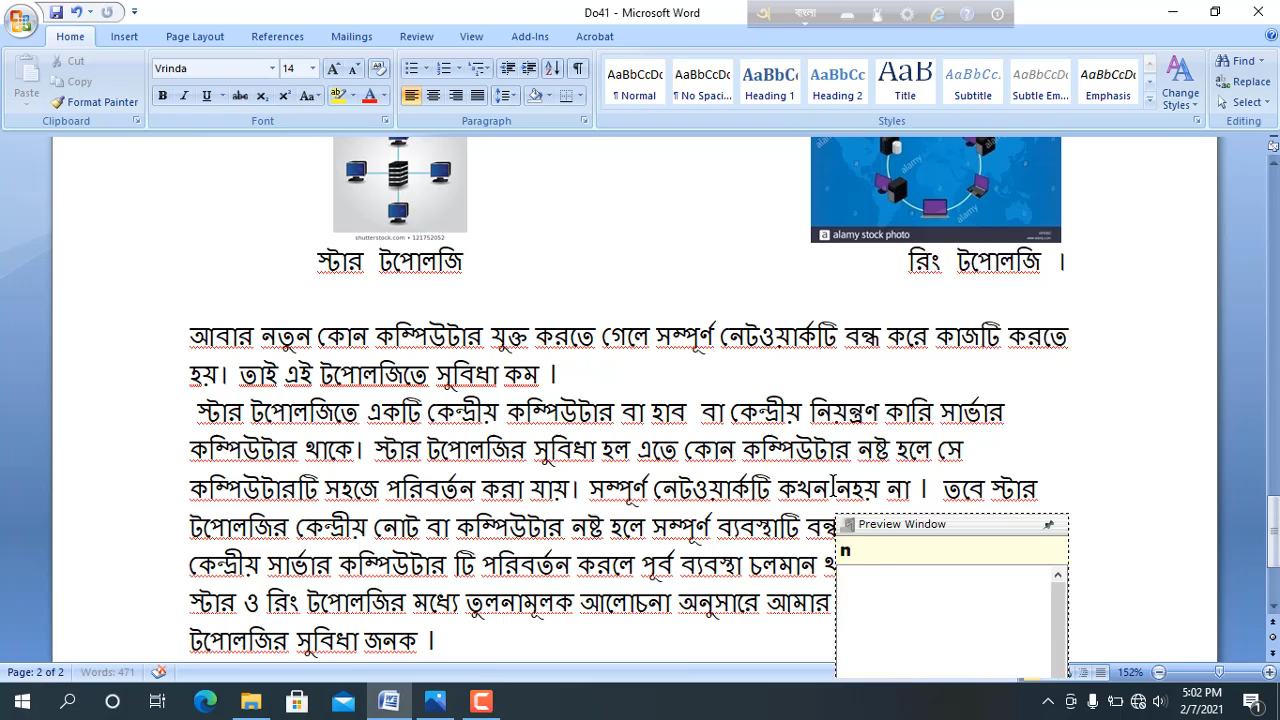 Do41 - Microsoft Word
বাংলা
Home Insert Page Layout References Mailings Review View Add-Ins Acrobat
Paste Cut Copy Format Painter
Vrinda 14
AaBbCcDc AaBbCcDc AaBbCc AaBbCc AaB AaBbCc. AaBbCcDc AaBbCcDc
¶ Normal ¶ No Spaci... Heading 1 Heading 2 Title Subtitle Subtle Em... Emphasis
Change Styles
Find Replace Select
Clipboard Font Paragraph Styles Editing
shutterstock.com • 121752052
alamy
alamy
a alamy stock photo
স্টার টপোলজি রিং টপোলজি ।
আবার নতুন কোন কম্পিউটার যুক্ত করতে গেলে সম্পূর্ণ নেটওয়ার্কটি বন্ধ করে কাজটি করতে
হয়। তাই এই টপোলজিতে সুবিধা কম ।
স্টার টপোলজিতে একটি কেন্দ্রীয় কম্পিউটার বা হাব বা কেন্দ্রীয় নিয়ন্ত্রণ কারি সার্ভার
কম্পিউটার থাকে। স্টার টপোলজির সুবিধা হল এতে কোন কম্পিউটার নষ্ট হলে সে
কম্পিউটারটি সহজে পরিবর্তন করা যায়। সম্পূর্ণ নেটওয়ার্কটি কখন নহয় না । তবে স্টার
টপোলজির কেন্দ্রীয় নোট বা কম্পিউটার নষ্ট হলে সম্পূর্ণ ব্যবস্থাটি বন্ধ
কেন্দ্রীয় সার্ভার কম্পিউটার টি পরিবর্তন করলে পূর্ব ব্যবস্থা চলমান থ
স্টার ও রিং টপোলজির মধ্যে তুলনামূলক আলোচনা অনুসারে আমার
টপোলজির সুবিধা জনক ।
Preview Window
n
Page: 2 of 2 Words: 471 152%
5:02 PM
2/7/2021